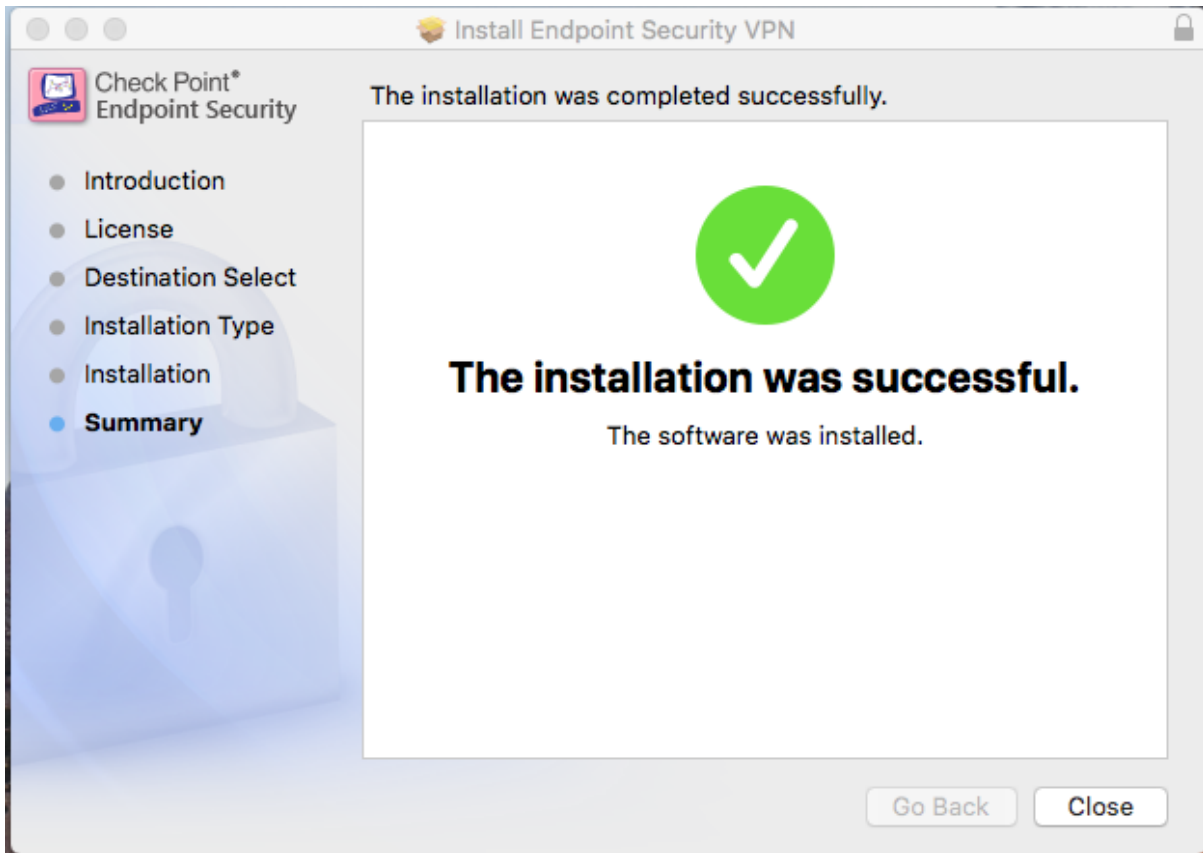 Install Endpoint Security VPN
Check Point®
Endpoint Security
The installation was completed successfully.
Introduction
License
Destination Select
Installation Type
Installation
Summary
The installation was successful.
The software was installed.
Go Back
Close